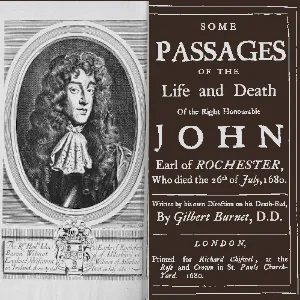 SOME
PASSAGES
OF THE
Life and Death
Of the Right Honourable
JOHN
Earl of ROCHESTER,
Who died the 26th of July, 1680.
Written by his own Direction on his Death-Bed,
By Gilbert Burnet, D.D.
LONDON,
Printed for Richard Chiswel, at the
Rose and Crown in St. Pauls Church-
Yard. 1680.